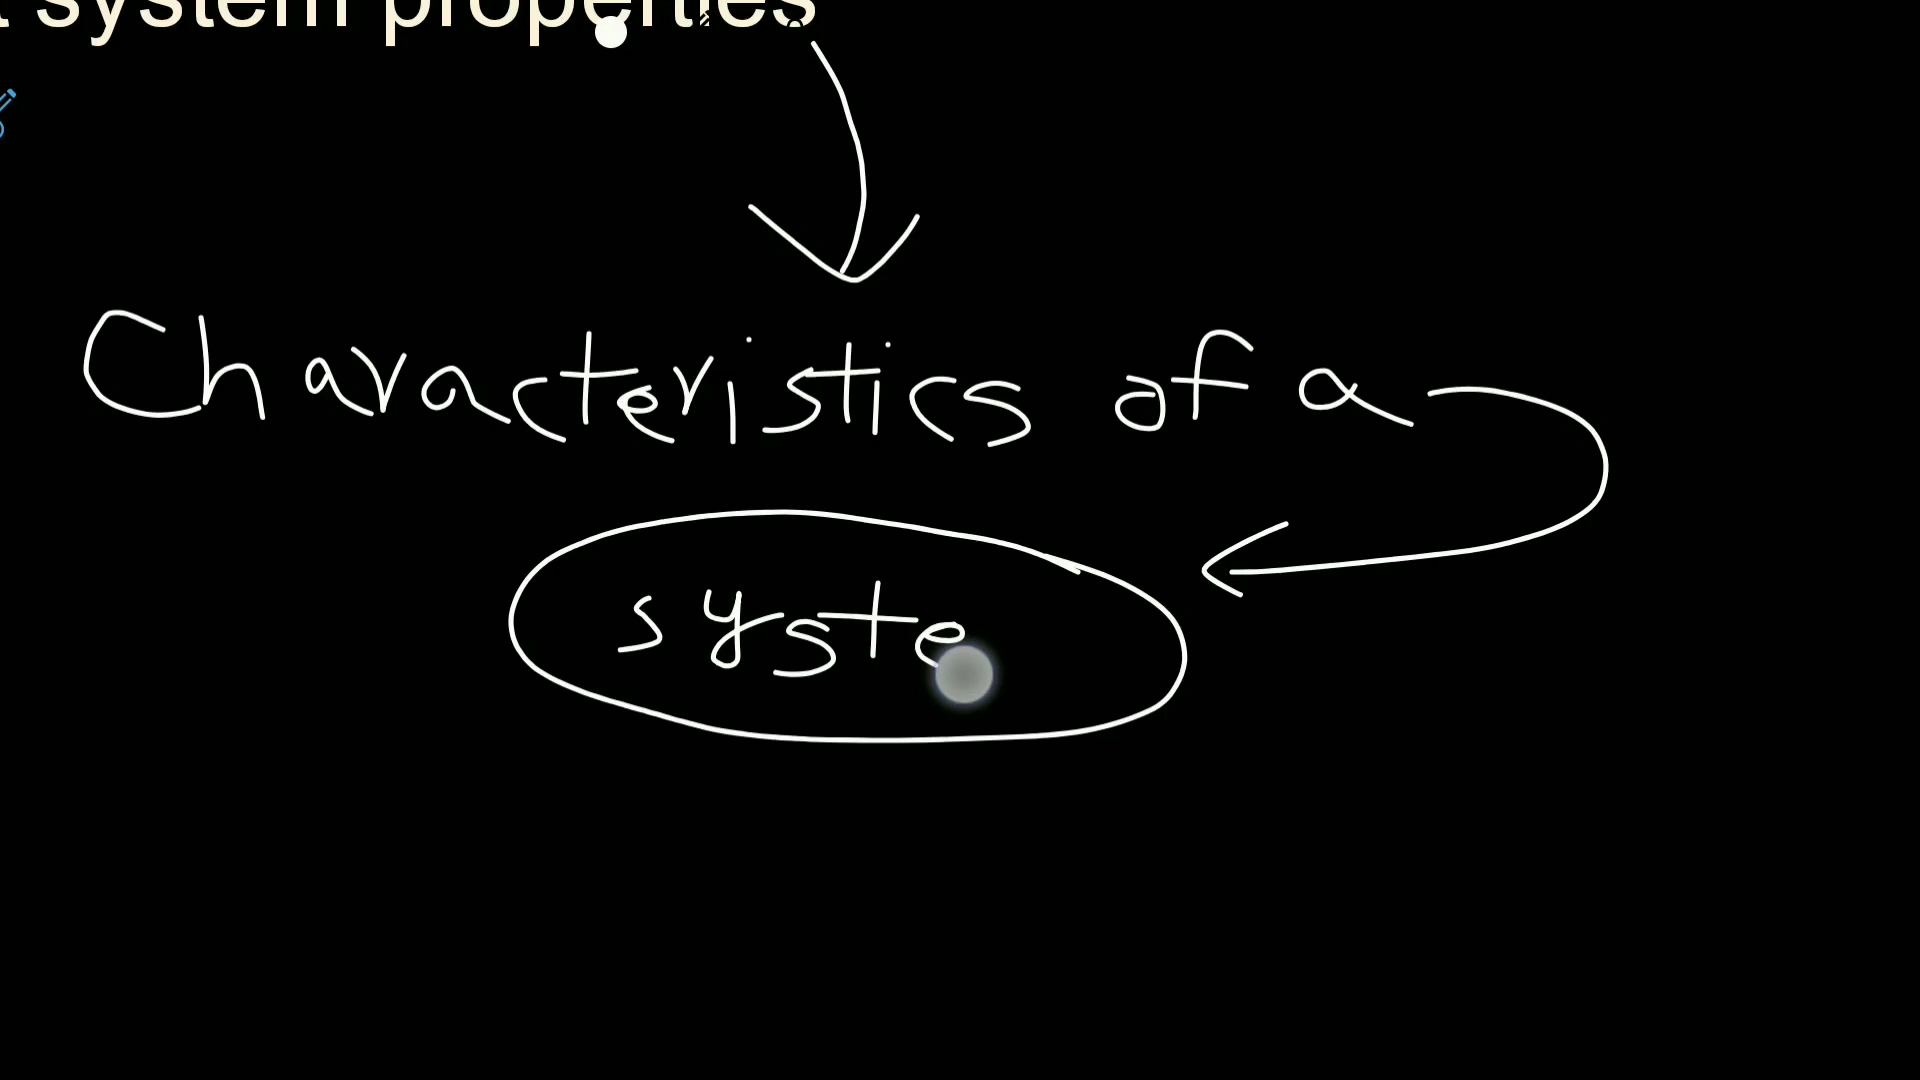 system properties
Characteristics of a
syste